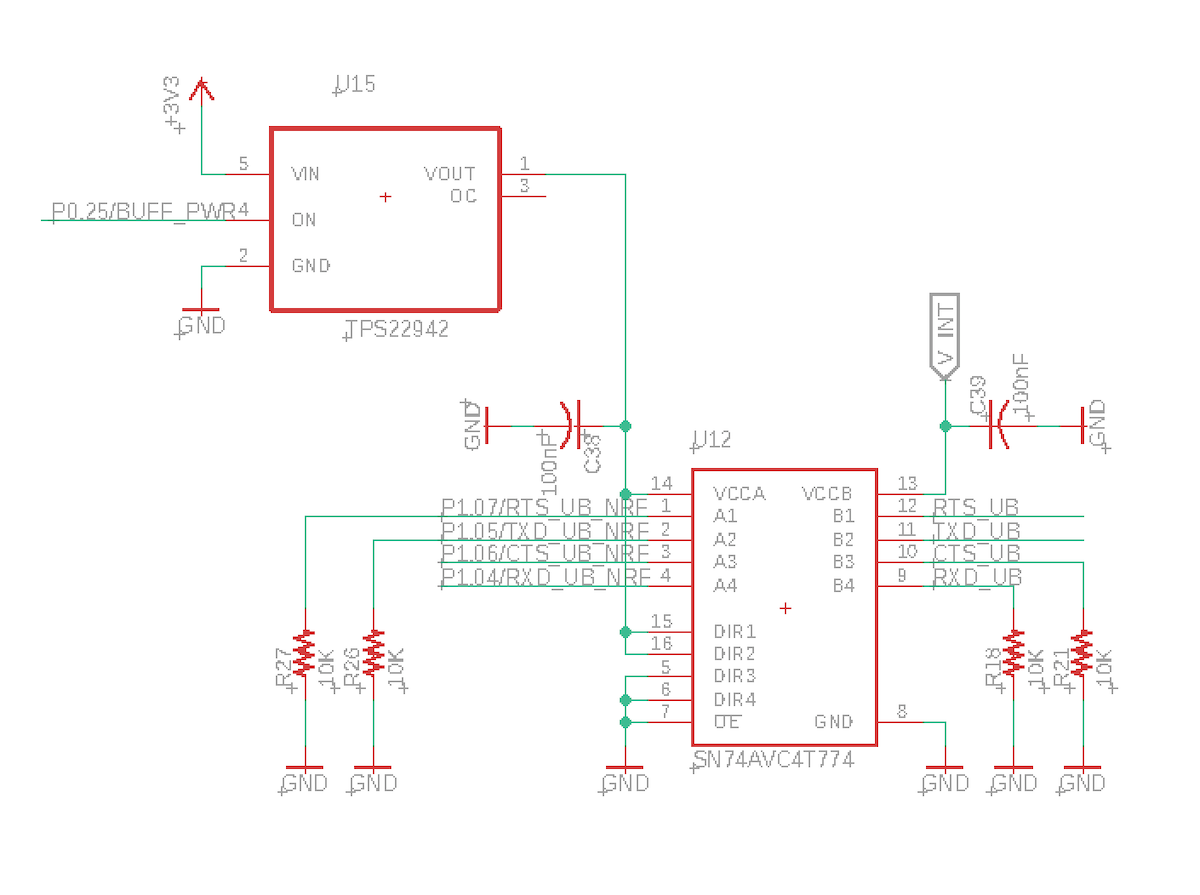 +3V3
U15
5
VIN
VOUT
1
OC
3
P0.25/BUFF_PWR
4
ON
2
GND
GND
TPS22942
V_INT
GND
100nF
C38
C39
100nF
GND
U12
14
VCCA
VCCB
13
P1.07/RTS_UB_NRF
1
A1
B1
12
RTS_UB
P1.05/TXD_UB_NRF
2
A2
B2
11
TXD_UB
P1.06/CTS_UB_NRF
3
A3
B3
10
CTS_UB
P1.04/RXD_UB_NRF
4
A4
B4
9
RXD_UB
15
DIR1
16
DIR2
5
DIR3
6
DIR4
7
OE
GND
8
R27
10K
R26
10K
R18
10K
R21
10K
SN74AVC4T774
GND
GND
GND
GND
GND
GND